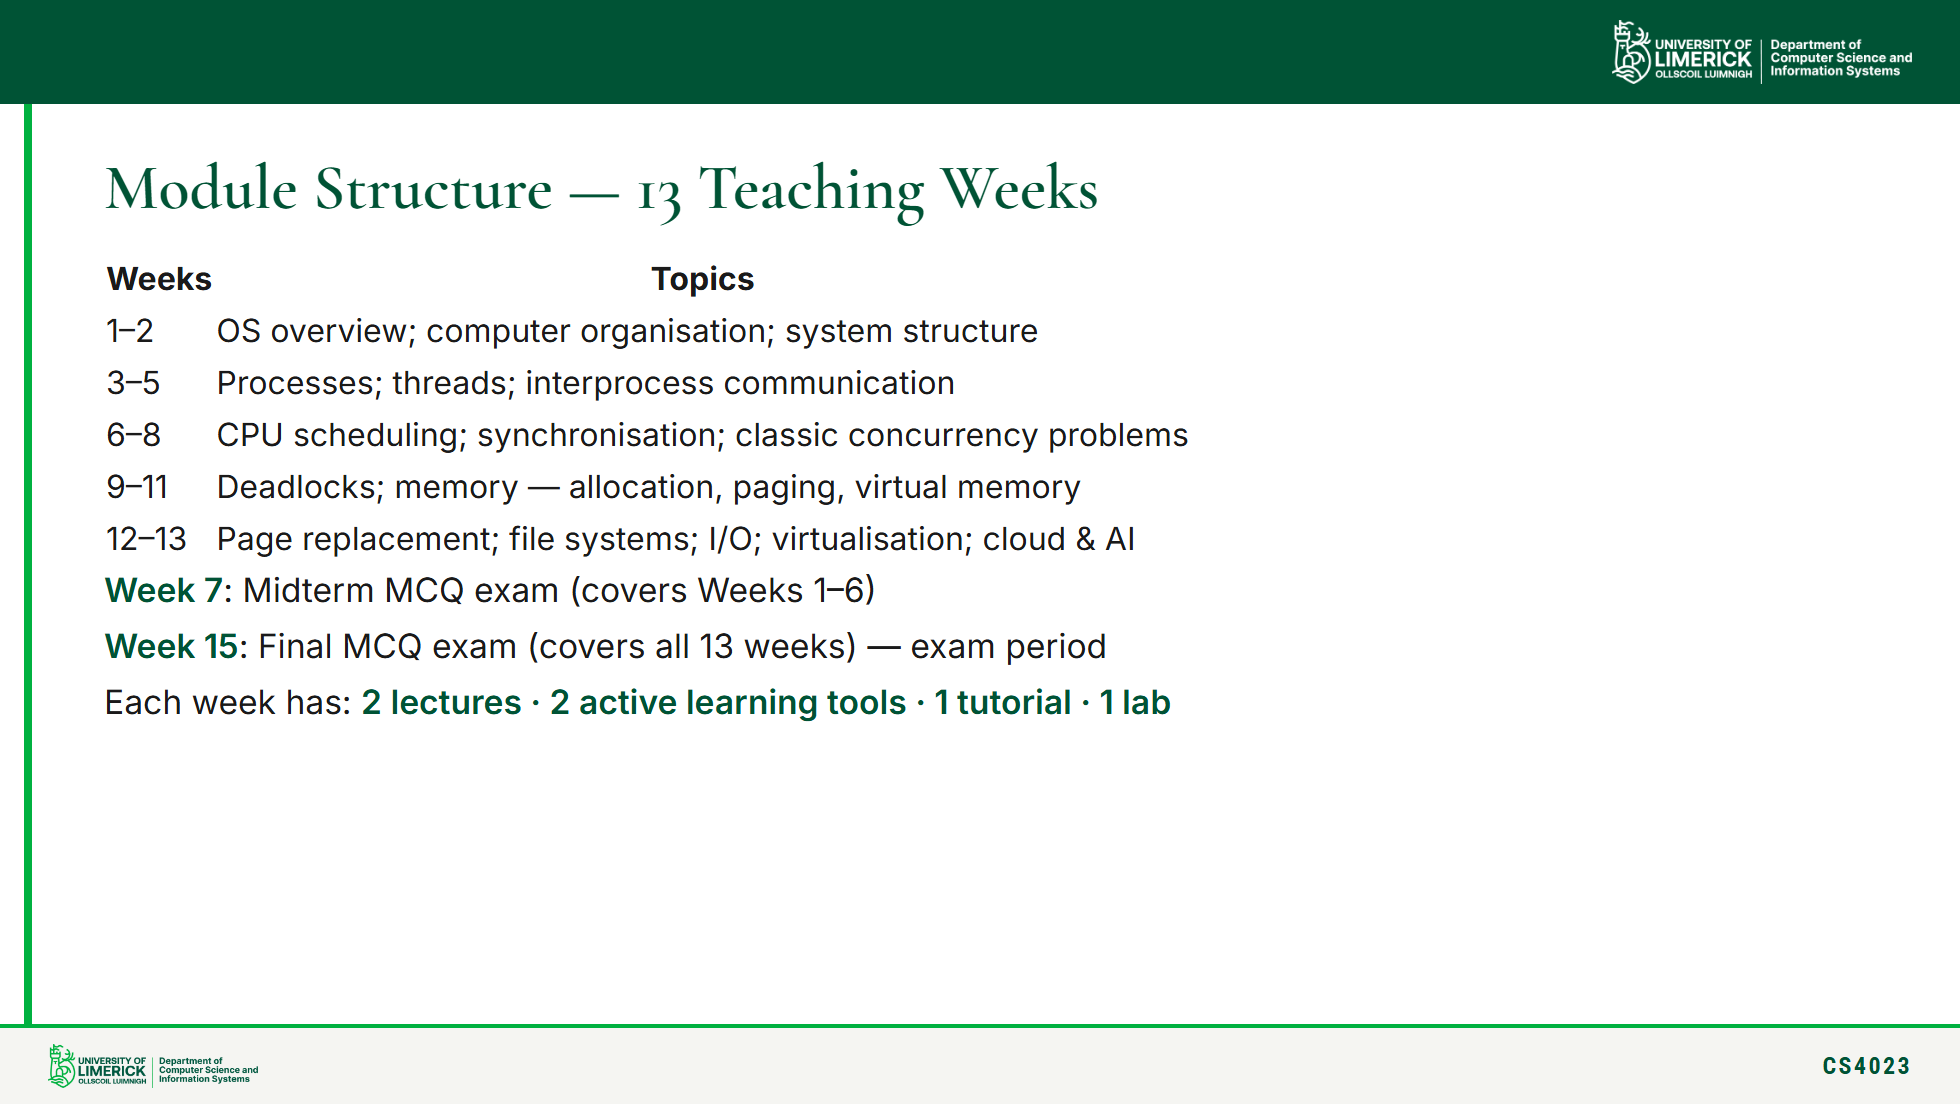 UNIVERSITY OF
LIMERICK
OLLSCOIL LUIMNIGH
Department of
Computer Science and
Information Systems
Module Structure — 13 Teaching Weeks
Weeks Topics
1–2 OS overview; computer organisation; system structure
3–5 Processes; threads; interprocess communication
6–8 CPU scheduling; synchronisation; classic concurrency problems
9–11 Deadlocks; memory — allocation, paging, virtual memory
12–13 Page replacement; file systems; I/O; virtualisation; cloud & AI
Week 7: Midterm MCQ exam (covers Weeks 1–6)
Week 15: Final MCQ exam (covers all 13 weeks) — exam period
Each week has: 2 lectures · 2 active learning tools · 1 tutorial · 1 lab
UNIVERSITY OF
LIMERICK
OLLSCOIL LUIMNIGH
Department of
Computer Science and
Information Systems
CS4023